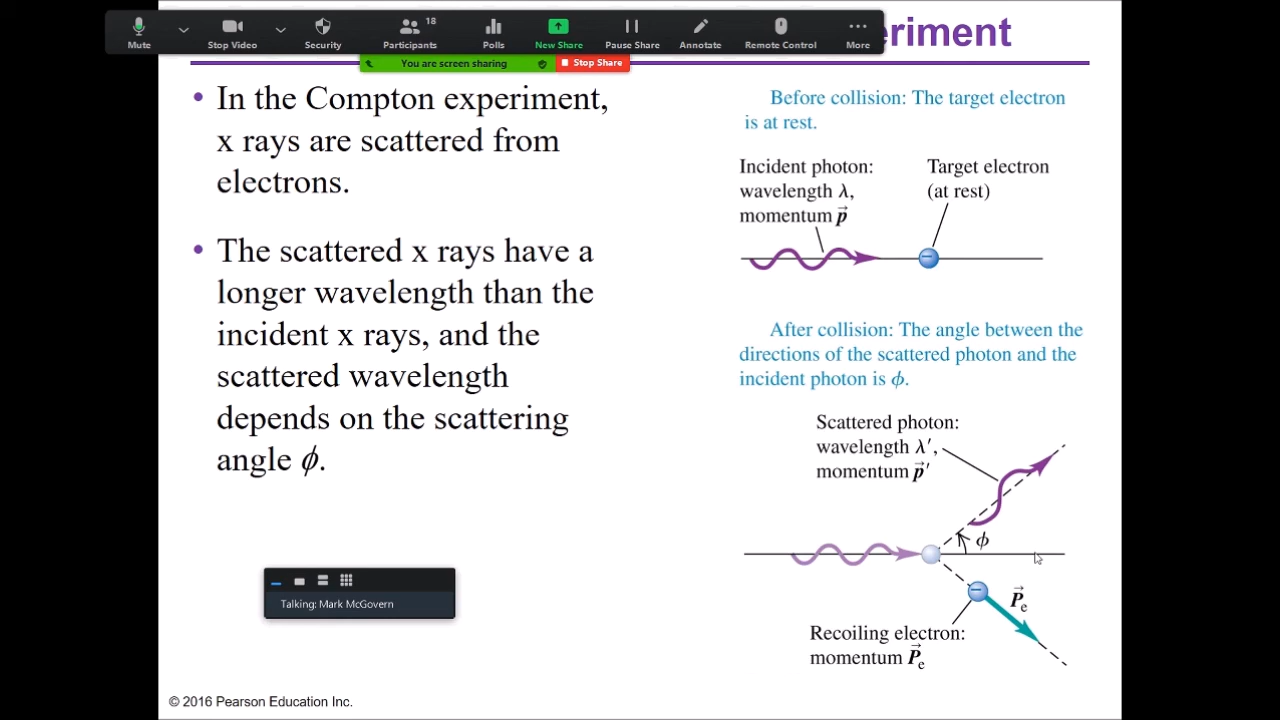 Mute
Stop Video
Security
Participants
18
Polls
New Share
Pause Share
Annotate
Remote Control
More
You are screen sharing
Stop Share
eriment
• In the Compton experiment,
x rays are scattered from
electrons.
• The scattered x rays have a
longer wavelength than the
incident x rays, and the
scattered wavelength
depends on the scattering
angle ϕ.
Before collision: The target electron
is at rest.
Incident photon:
wavelength λ,
momentum p⃗
Target electron
(at rest)
After collision: The angle between the
directions of the scattered photon and the
incident photon is ϕ.
Scattered photon:
wavelength λ′,
momentum p⃗′
ϕ
P⃗e
Recoiling electron:
momentum P⃗e
Talking: Mark McGovern
© 2016 Pearson Education Inc.